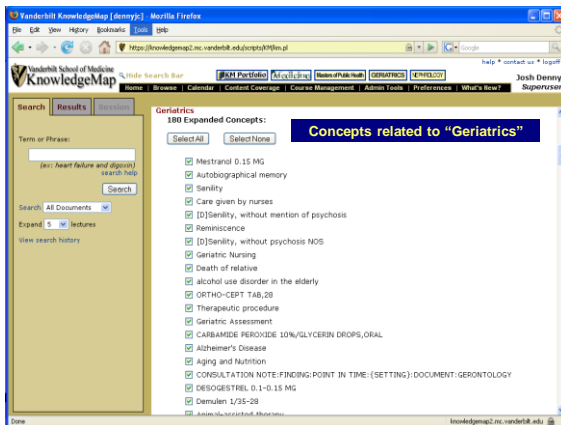 Vanderbilt KnowledgeMap [dennyjc] - Mozilla Firefox
File Edit View History Bookmarks Tools Help
https://knowledgemap2.mc.vanderbilt.edu/scripts/KM/len.pl
Google
help * contact us * logoff
Vanderbilt School of Medicine
KnowledgeMap
Hide Search Bar
KM Portfolio
Masters of Public Health
GERIATRICS
NEPHROLOGY
Josh Denny
Superuser
Home | Browse | Calendar | Content Coverage | Course Management | Admin Tools | Preferences | What's New?
Search Results Session
Term or Phrase:
(ex: heart failure and digoxin)
search help
Search
Search All Documents
Expand 5 lectures
View search history
Geriatrics
180 Expanded Concepts:
Select All Select None
Concepts related to “Geriatrics”
Mestranol 0.15 MG
Autobiographical memory
Senility
Care given by nurses
[D]Senility, without mention of psychosis
Reminiscence
[D]Senility, without psychosis NOS
Geriatric Nursing
Death of relative
alcohol use disorder in the elderly
ORTHO-CEPT TAB,28
Therapeutic procedure
Geriatric Assessment
CARBAMIDE PEROXIDE 10%/GLYCERIN DROPS,ORAL
Alzheimer's Disease
Aging and Nutrition
CONSULTATION NOTE:FINDING:POINT IN TIME:{SETTING}:DOCUMENT:GERONTOLOGY
DESOGESTREL 0.1-0.15 MG
Demulen 1/35-28
Animal-assisted therapy
Done
knowledgemap2.mc.vanderbilt.edu